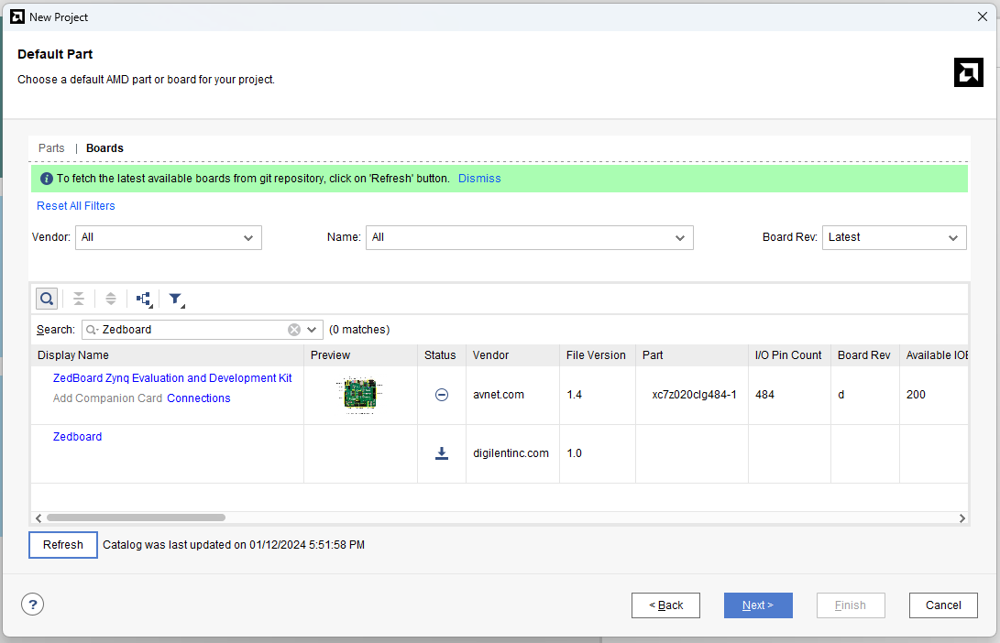 New Project
Default Part
Choose a default AMD part or board for your project.
Parts | Boards
To fetch the latest available boards from git repository, click on 'Refresh' button. Dismiss
Reset All Filters
Vendor: All Name: All Board Rev: Latest
Search: Zedboard (0 matches)
Display Name Preview Status Vendor File Version Part I/O Pin Count Board Rev Available IOB
ZedBoard Zynq Evaluation and Development Kit
Add Companion Card Connections
avnet.com 1.4 xc7z020clg484-1 484 d 200
Zedboard
digilentinc.com 1.0
Refresh Catalog was last updated on 01/12/2024 5:51:58 PM
? < Back Next > Finish Cancel